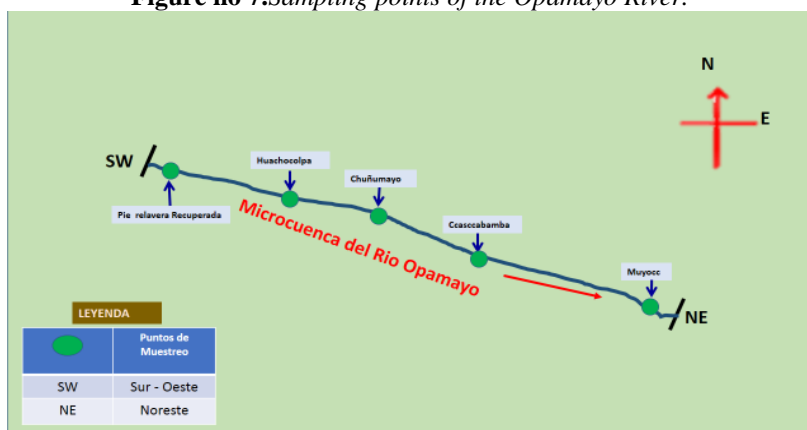 Figure no 7.Sampling points of the Opamayo River.
N
E
SW
Huachocolpa
Chuñumayo
Pie relavera Recuperada
Ccasccabamba
Microcuenca del Rio Opamayo
Muyocc
NE
LEYENDA
Puntos de
Muestreo
SW Sur - Oeste
NE Noreste